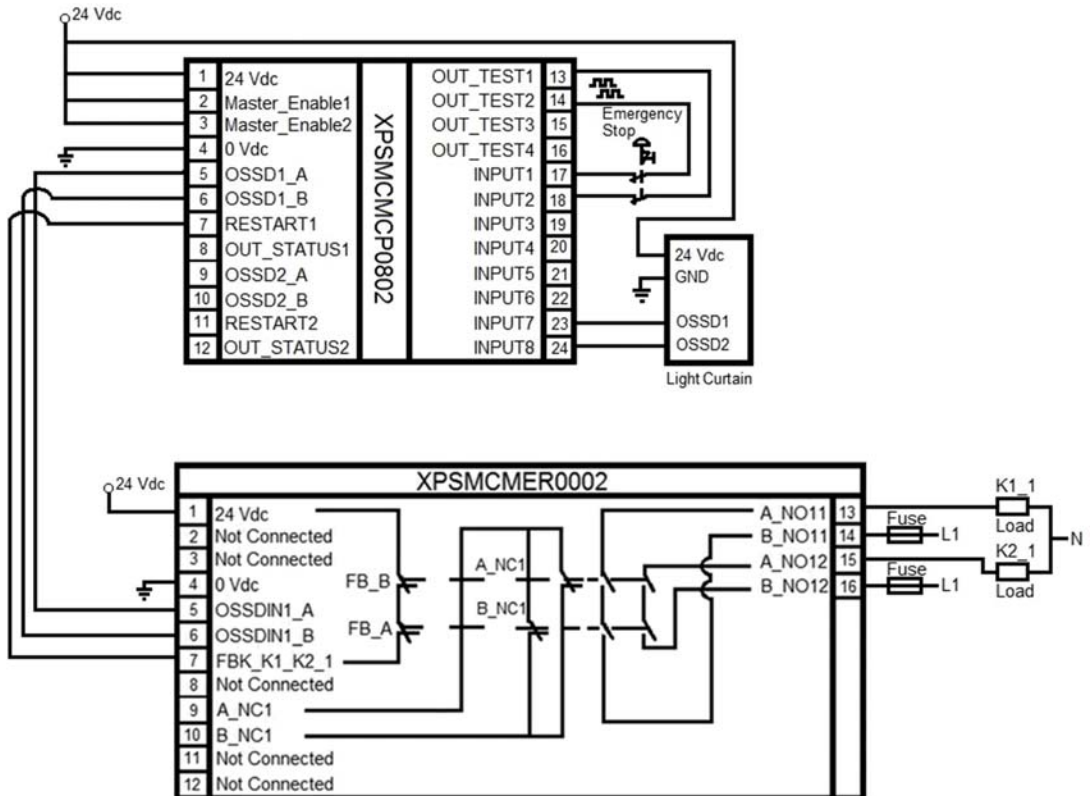 24 Vdc
1 24 Vdc
2 Master_Enable1
3 Master_Enable2
4 0 Vdc
5 OSSD1_A
6 OSSD1_B
7 RESTART1
8 OUT_STATUS1
9 OSSD2_A
10 OSSD2_B
11 RESTART2
12 OUT_STATUS2
XPSMCMCP0802
OUT_TEST1 13
OUT_TEST2 14
OUT_TEST3 15
OUT_TEST4 16
INPUT1 17
INPUT2 18
INPUT3 19
INPUT4 20
INPUT5 21
INPUT6 22
INPUT7 23
INPUT8 24
Emergency
Stop
24 Vdc
GND
OSSD1
OSSD2
Light Curtain
XPSMCMER0002
24 Vdc
1 24 Vdc
2 Not Connected
3 Not Connected
4 0 Vdc
5 OSSDIN1_A
6 OSSDIN1_B
7 FBK_K1_K2_1
8 Not Connected
9 A_NC1
10 B_NC1
11 Not Connected
12 Not Connected
FB_B
FB_A
A_NC1
B_NC1
A_NO11 13
B_NO11 14
A_NO12 15
B_NO12 16
K1_1
Load
Fuse
L1
K2_1
Load
Fuse
L1
N